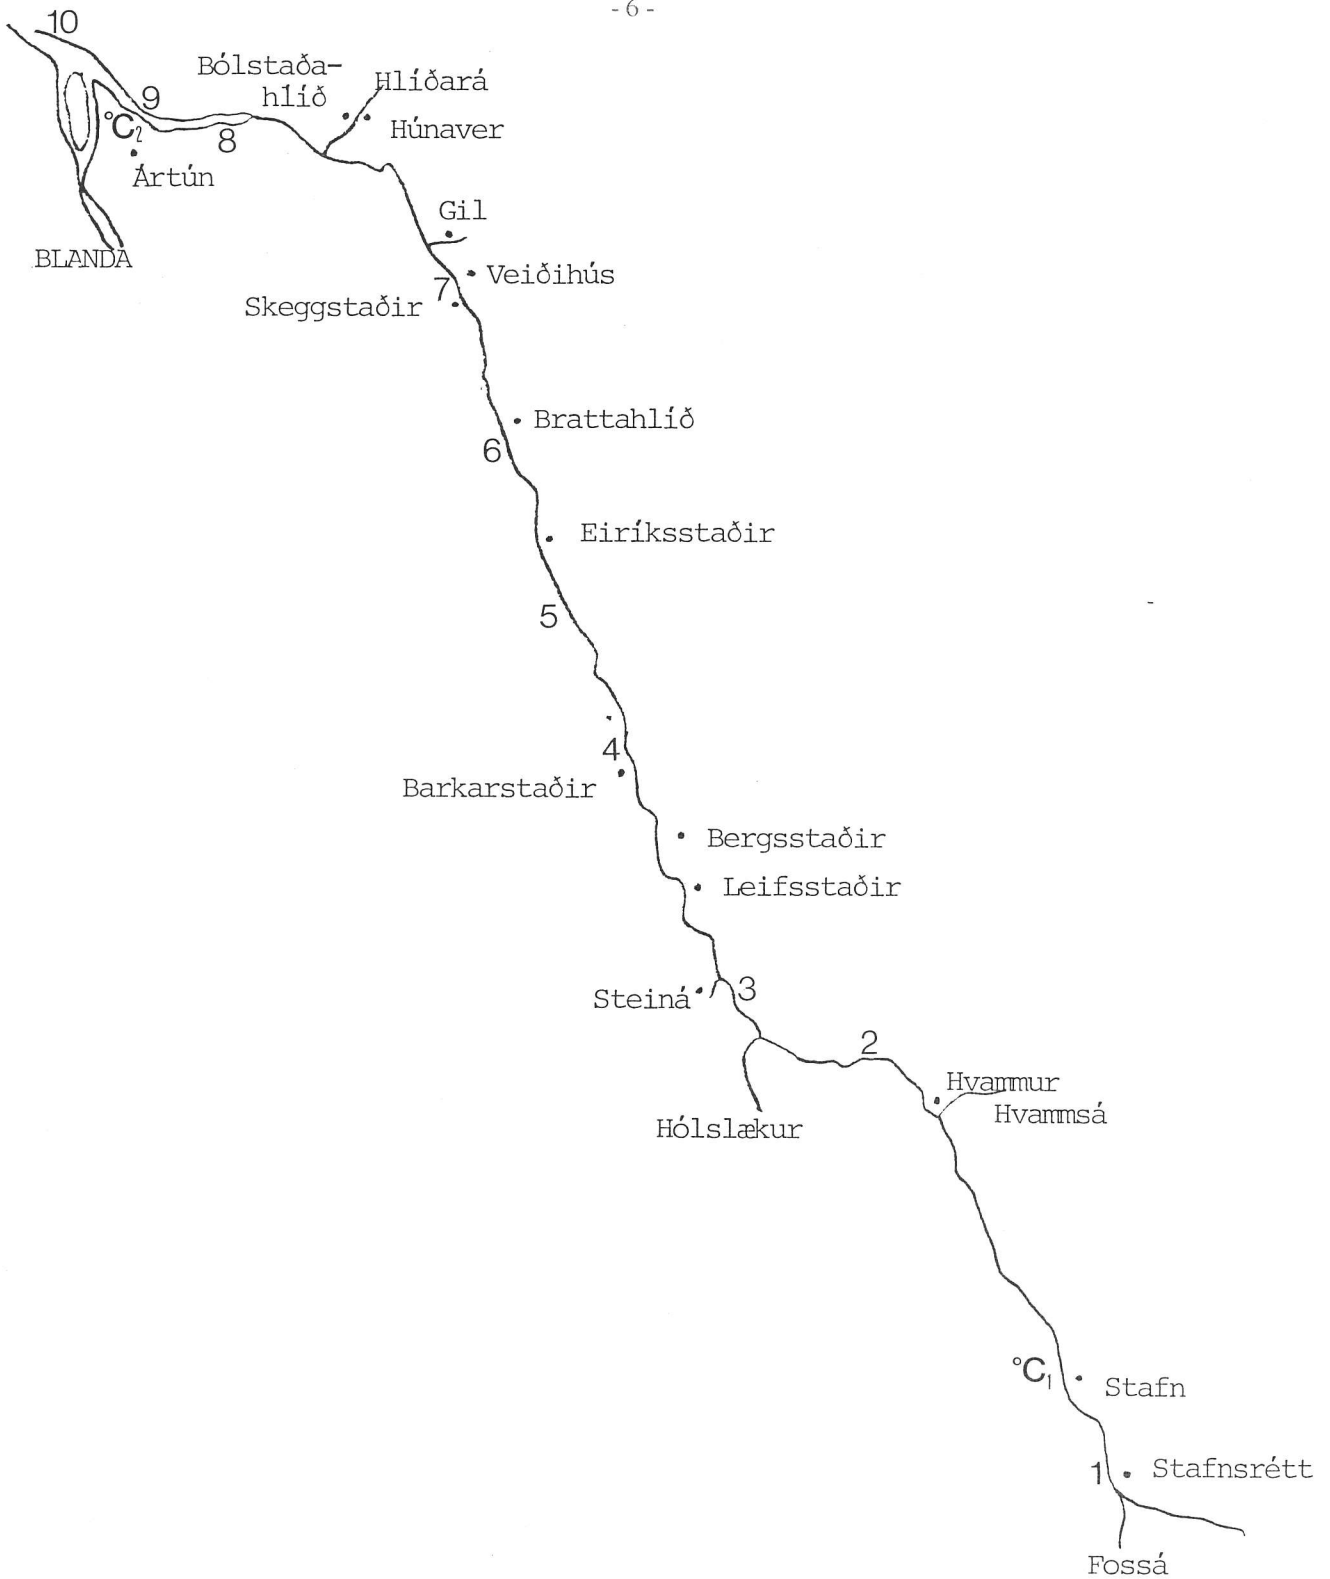 -6-
10
Bólstaða-
hlíð
Hlíðará
9
°C₂
8
Húnaver
Ártún
Gil
BLANDA
Veiðihús
7
Skeggstaðir
Brattahlíð
6
Eiríksstaðir
5
4
Barkarstaðir
Bergsstaðir
Leifsstaðir
Steiná
3
2
Hvammur
Hvammsá
Hólslækur
°C₁
Stafn
1
Stafnsrétt
Fossá